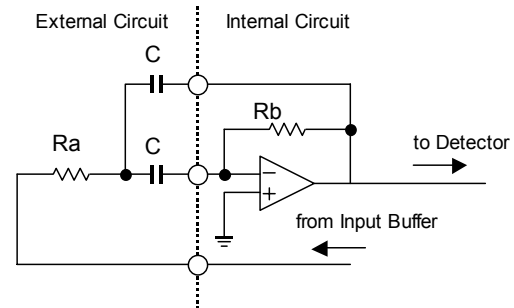 External Circuit
Internal Circuit
C
Rb
Ra
C
to Detector
−
+
from Input Buffer